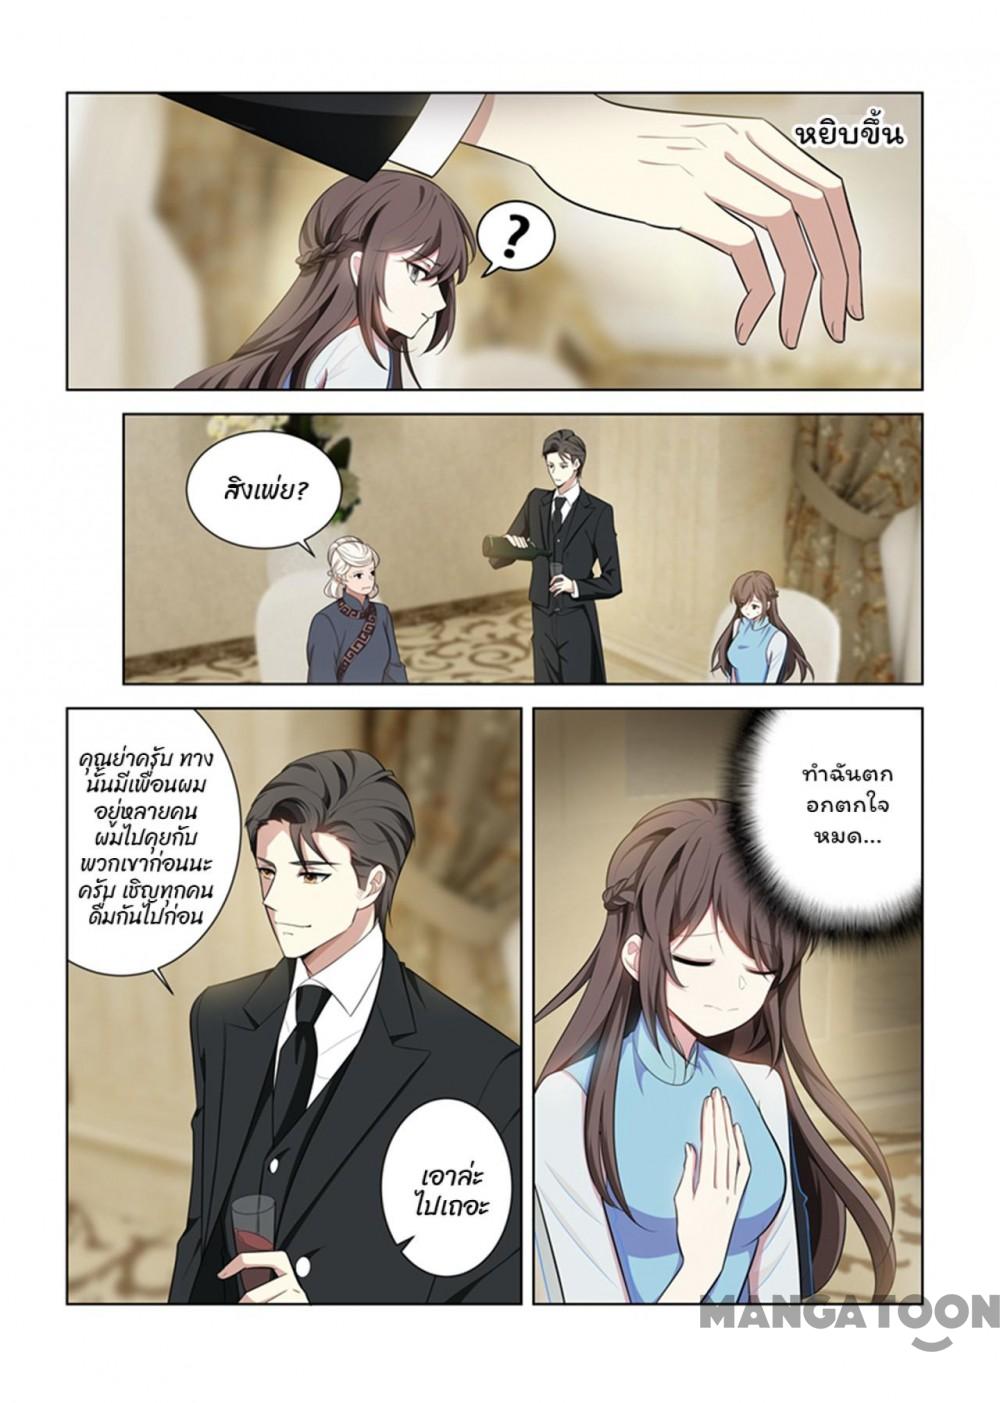 หยิบขึ้น
?
สิงเพ่ย?
คุณย่าครับ ทาง
นั้นมีเพื่อนผม
อยู่หลายคน
ผมไปคุยกับ
พวกเขาก่อนนะ
ครับ เชิญทุกคน
ดื่มกันไปก่อน
ทำฉันตก
อกตกใจ
หมด...
เอาล่ะ
ไปเถอะ
MANGATOON